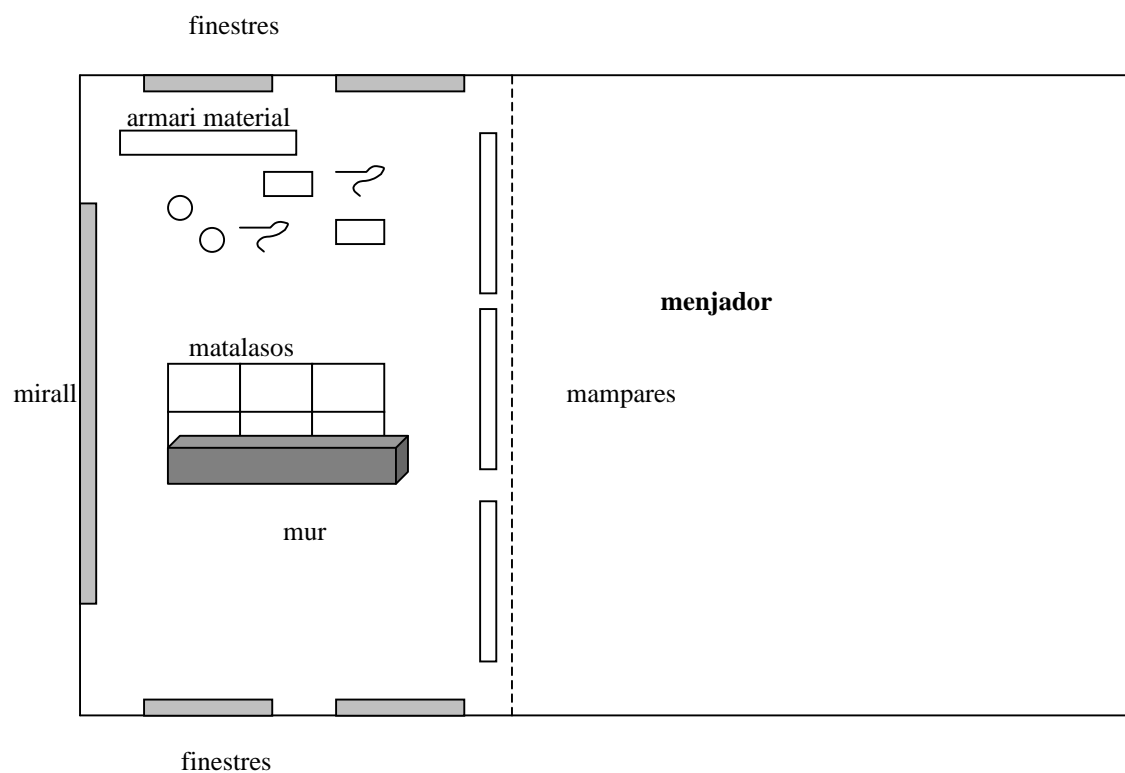 finestres
armari material
menjador
matalasos
mirall
mampares
mur
finestres